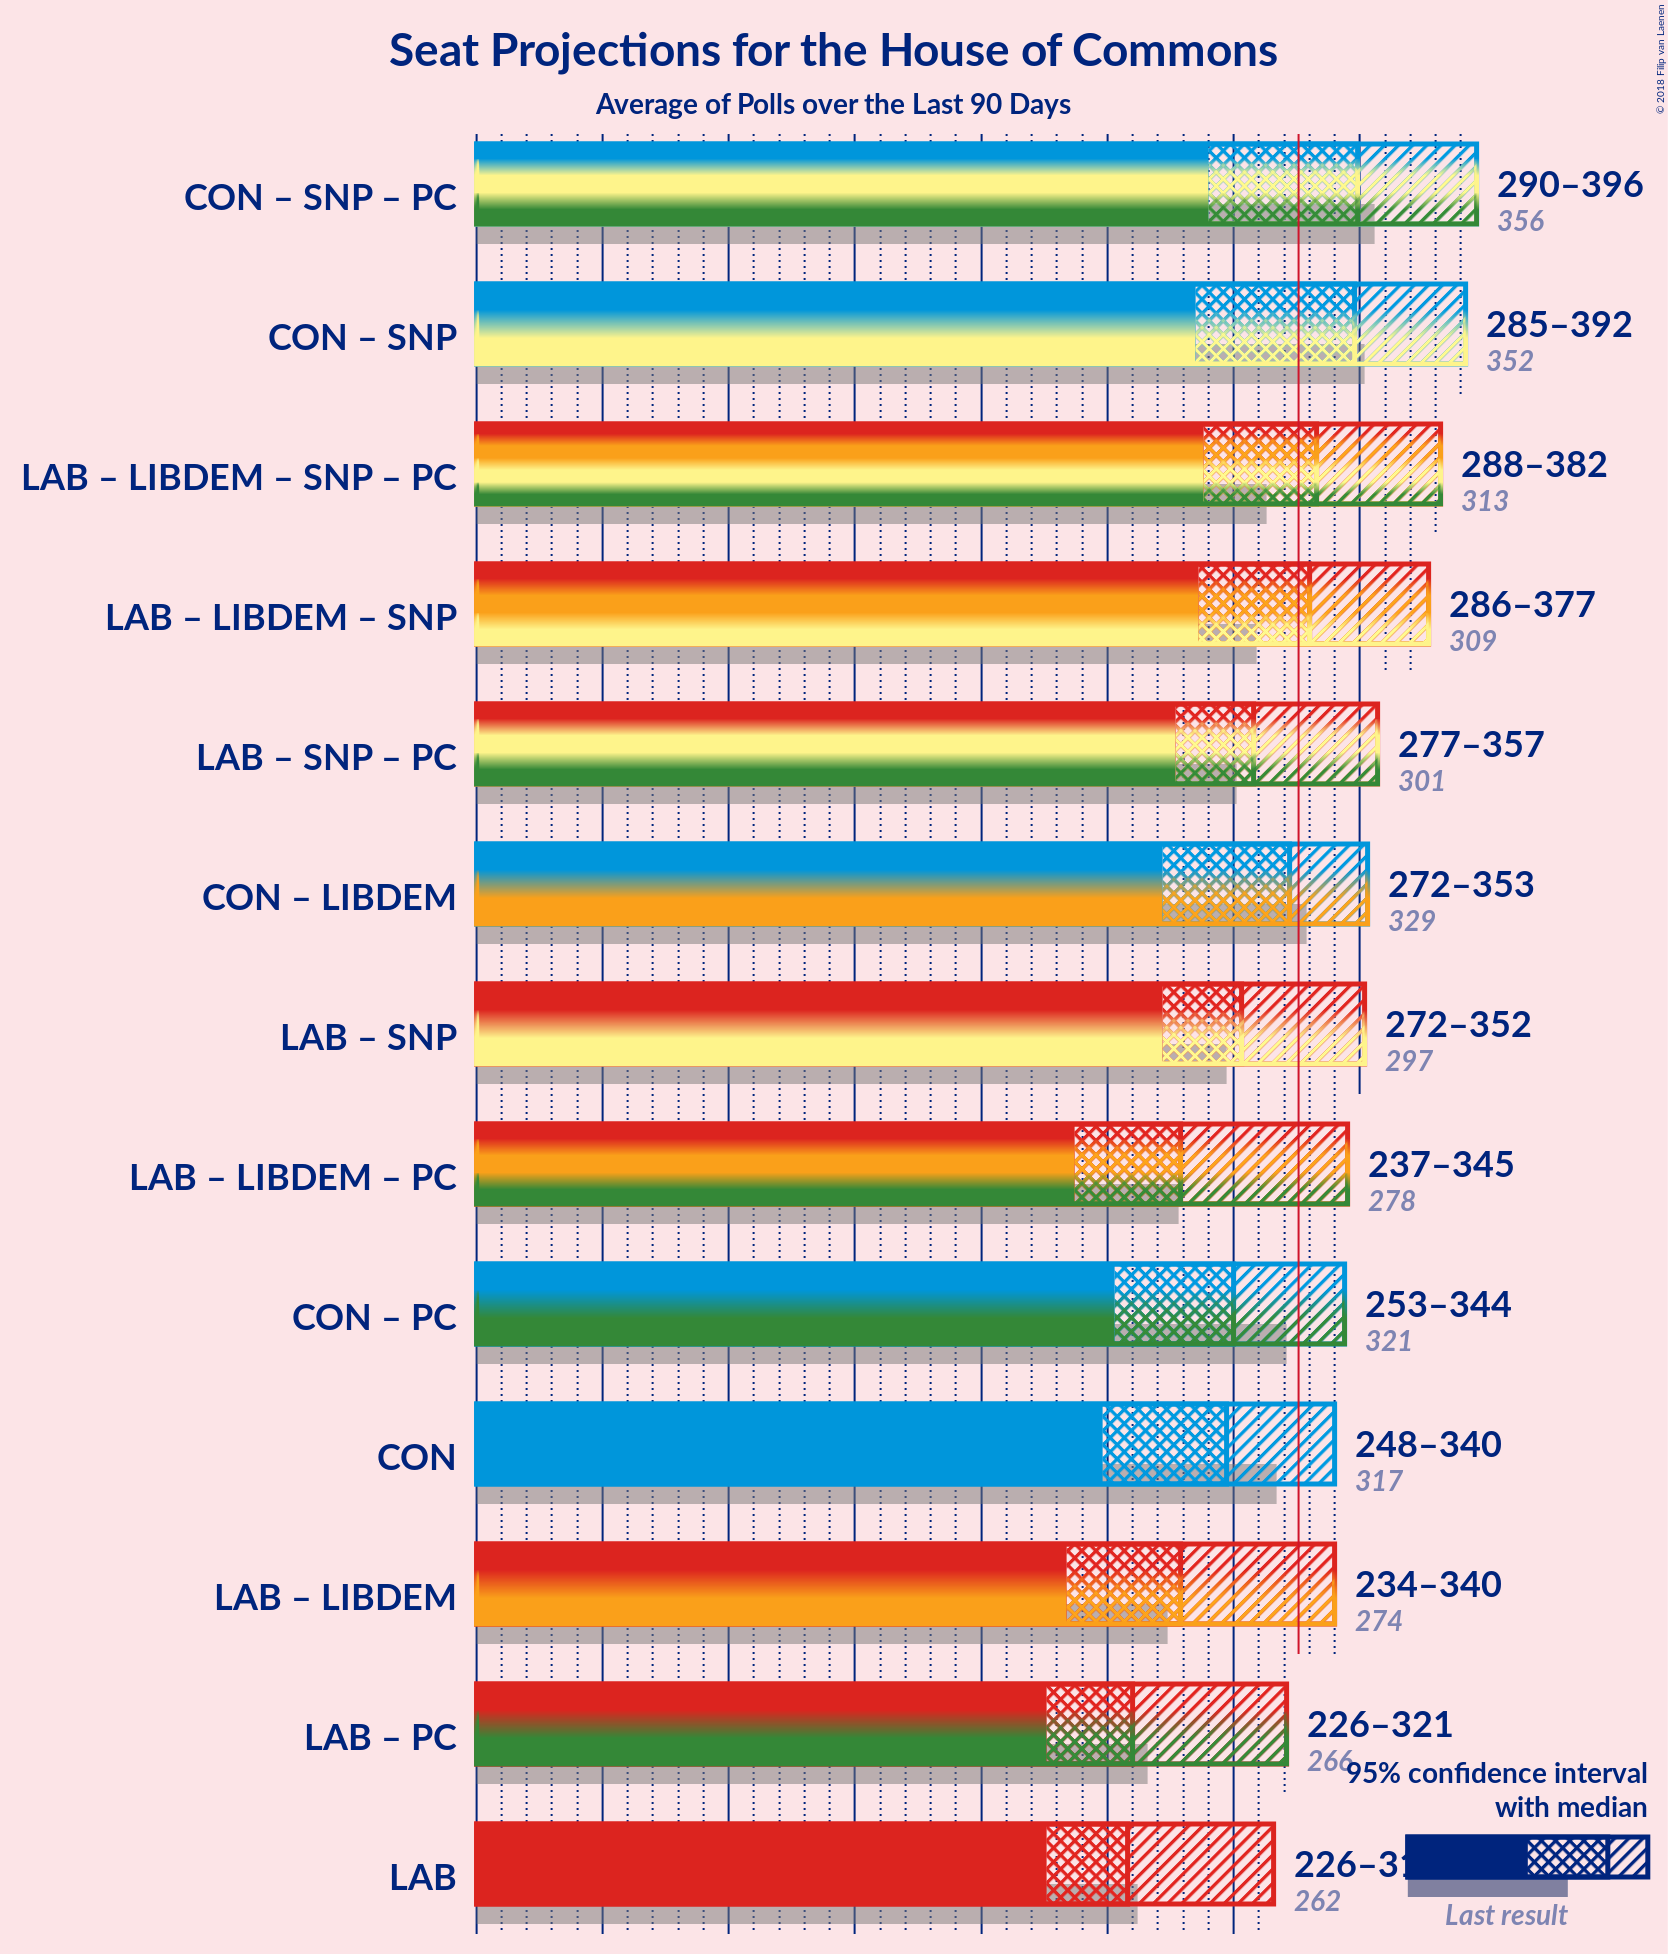 © 2018 Filip van Laenen
Seat Projections for the House of Commons
Average of Polls over the Last 90 Days
CON – SNP – PC
290–396
356
CON – SNP
285–392
352
LAB – LIBDEM – SNP – PC
288–382
313
LAB – LIBDEM – SNP
286–377
309
LAB – SNP – PC
277–357
301
CON – LIBDEM
272–353
329
LAB – SNP
272–352
297
LAB – LIBDEM – PC
237–345
278
CON – PC
253–344
321
CON
248–340
317
LAB – LIBDEM
234–340
274
LAB – PC
226–321
266
LAB
262
95% confidence interval
with median
Last result